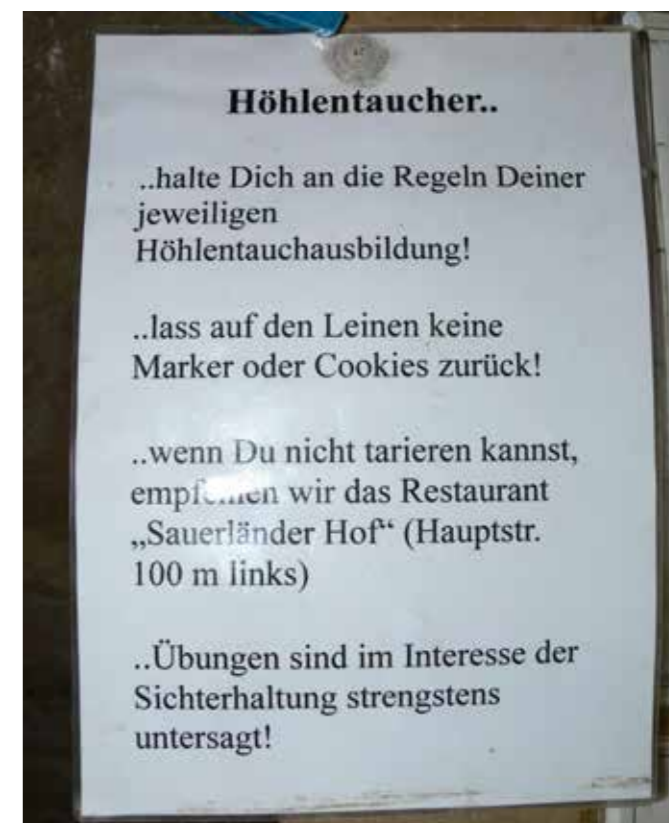 Höhlentaucher..
..halte Dich an die Regeln Deiner
jeweiligen
Höhlentauchausbildung!
..lass auf den Leinen keine
Marker oder Cookies zurück!
..wenn Du nicht tarieren kannst,
empfehlen wir das Restaurant
„Sauerländer Hof“ (Hauptstr.
100 m links)
..Übungen sind im Interesse der
Sichterhaltung strengstens
untersagt!